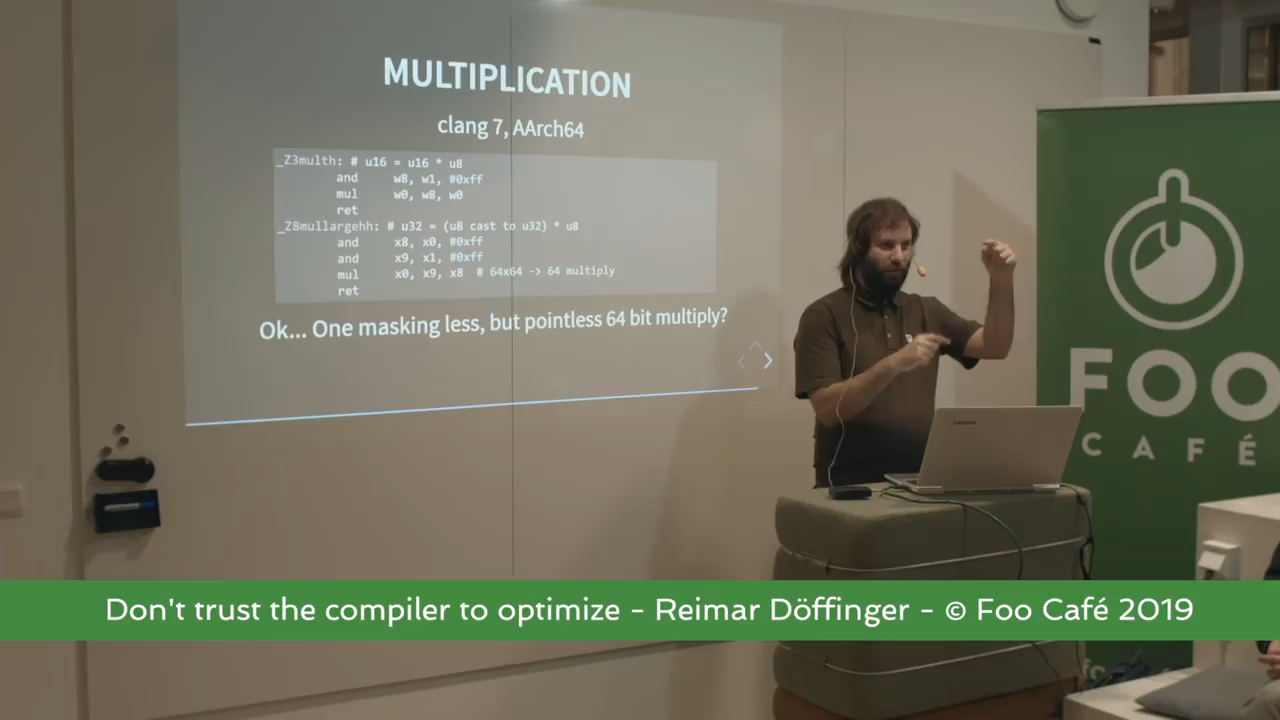 MULTIPLICATION
clang 7, AArch64
_Z3multh: # u16 = u16 * u8
and w8, w1, #0xff
mul w0, w8, w0
ret
_Z8mullargehh: # u32 = (u8 cast to u32) * u8
and x8, x0, #0xff
and x9, x1, #0xff
mul x0, x9, x8 # 64x64 -> 64 multiply
ret
Ok... One masking less, but pointless 64 bit multiply?
FOO
CAFÉ
Lenovo
Don't trust the compiler to optimize - Reimar Döffinger - © Foo Café 2019